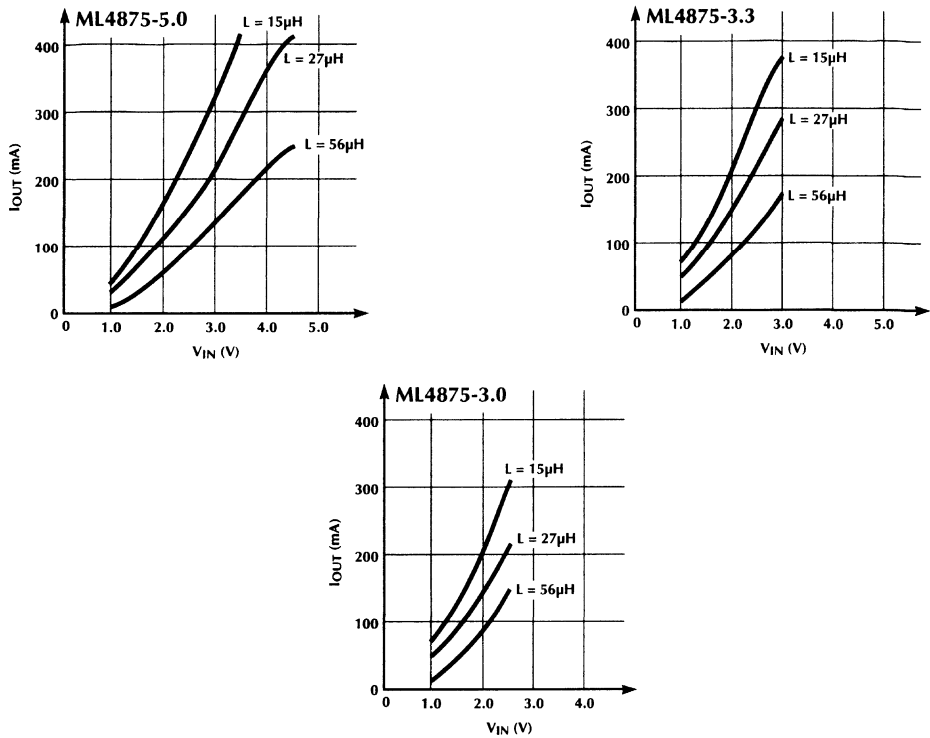 ML4875-5.0
L = 15µH
L = 27µH
L = 56µH
400
300
200
100
0
0 1.0 2.0 3.0 4.0 5.0
IOUT (mA)
VIN (V)
ML4875-3.3
L = 15µH
L = 27µH
L = 56µH
400
300
200
100
0
0 1.0 2.0 3.0 4.0 5.0
IOUT (mA)
VIN (V)
ML4875-3.0
L = 15µH
L = 27µH
L = 56µH
400
300
200
100
0
0 1.0 2.0 3.0 4.0
IOUT (mA)
VIN (V)